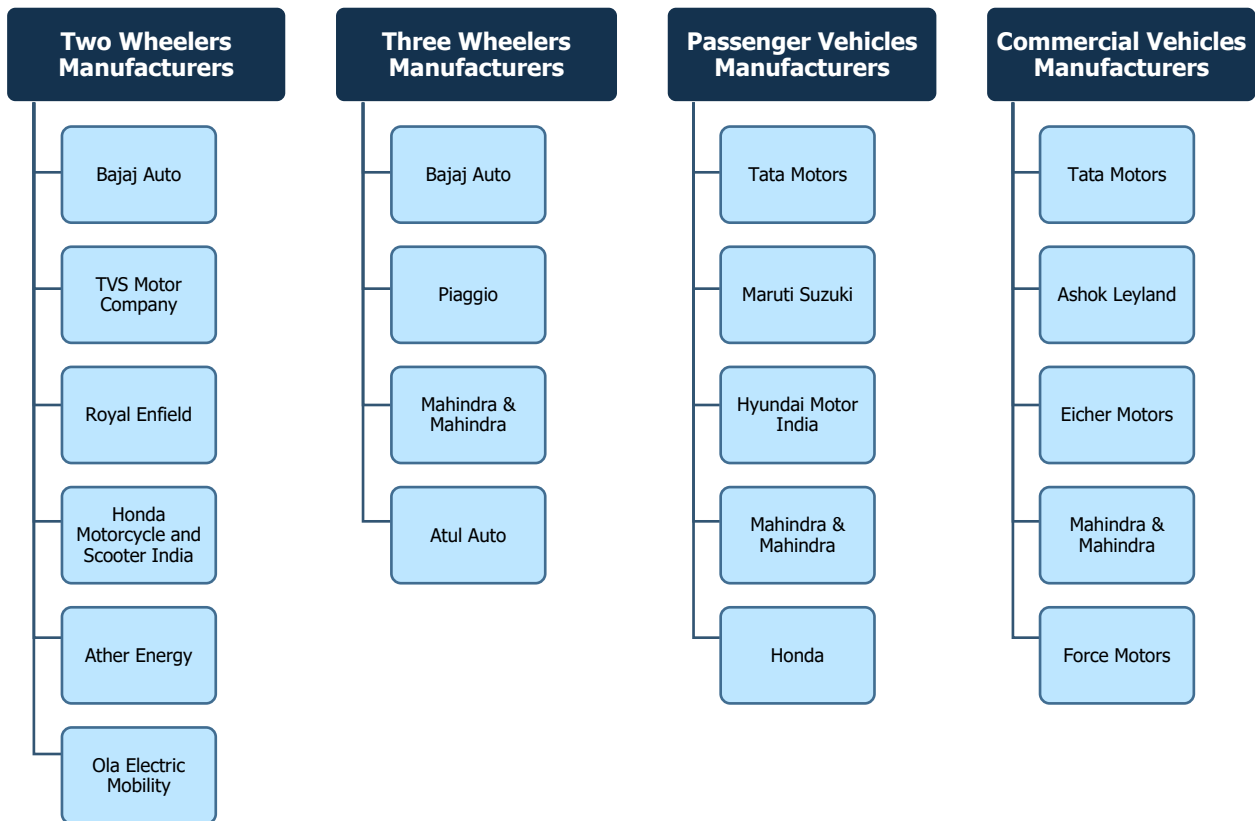 Two Wheelers
Manufacturers
Bajaj Auto
TVS Motor
Company
Royal Enfield
Honda
Motorcycle and
Scooter India
Ather Energy
Ola Electric
Mobility
Three Wheelers
Manufacturers
Bajaj Auto
Piaggio
Mahindra &
Mahindra
Atul Auto
Passenger Vehicles
Manufacturers
Tata Motors
Maruti Suzuki
Hyundai Motor
India
Mahindra &
Mahindra
Honda
Commercial Vehicles
Manufacturers
Tata Motors
Ashok Leyland
Eicher Motors
Mahindra &
Mahindra
Force Motors